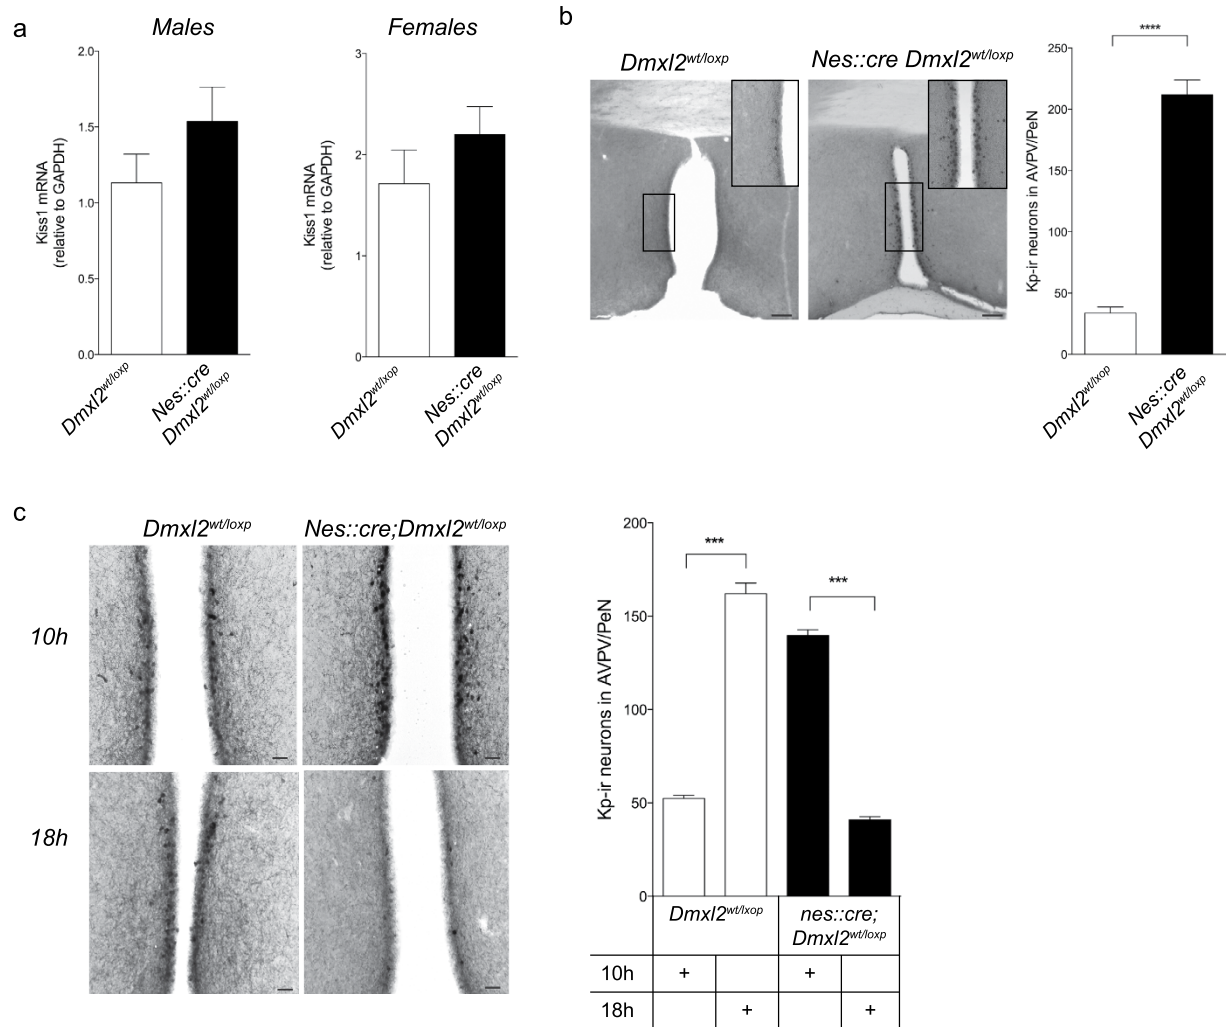 a
Males
Females
Kiss1 mRNA
(relative to GAPDH)
2.0
1.5
1.0
0.5
0.0
Dmxl2wt/loxp
Nes::cre
Dmxl2wt/loxp
Kiss1 mRNA
(relative to GAPDH)
3
2
1
0
Dmxl2wt/lxop
Nes::cre
Dmxl2wt/loxp
b
Dmxl2wt/loxp
Nes::cre Dmxl2wt/loxp
****
Kp-ir neurons in AVPV/PeN
250
200
150
100
50
0
Dmxl2wt/lxop
Nes::cre
Dmxl2wt/loxp
c
Dmxl2wt/loxp
Nes::cre;Dmxl2wt/loxp
10h
18h
Kp-ir neurons in AVPV/PeN
200
150
100
50
0
***
***
Dmxl2wt/lxop
nes::cre;
Dmxl2wt/loxp
10h + +
18h + +